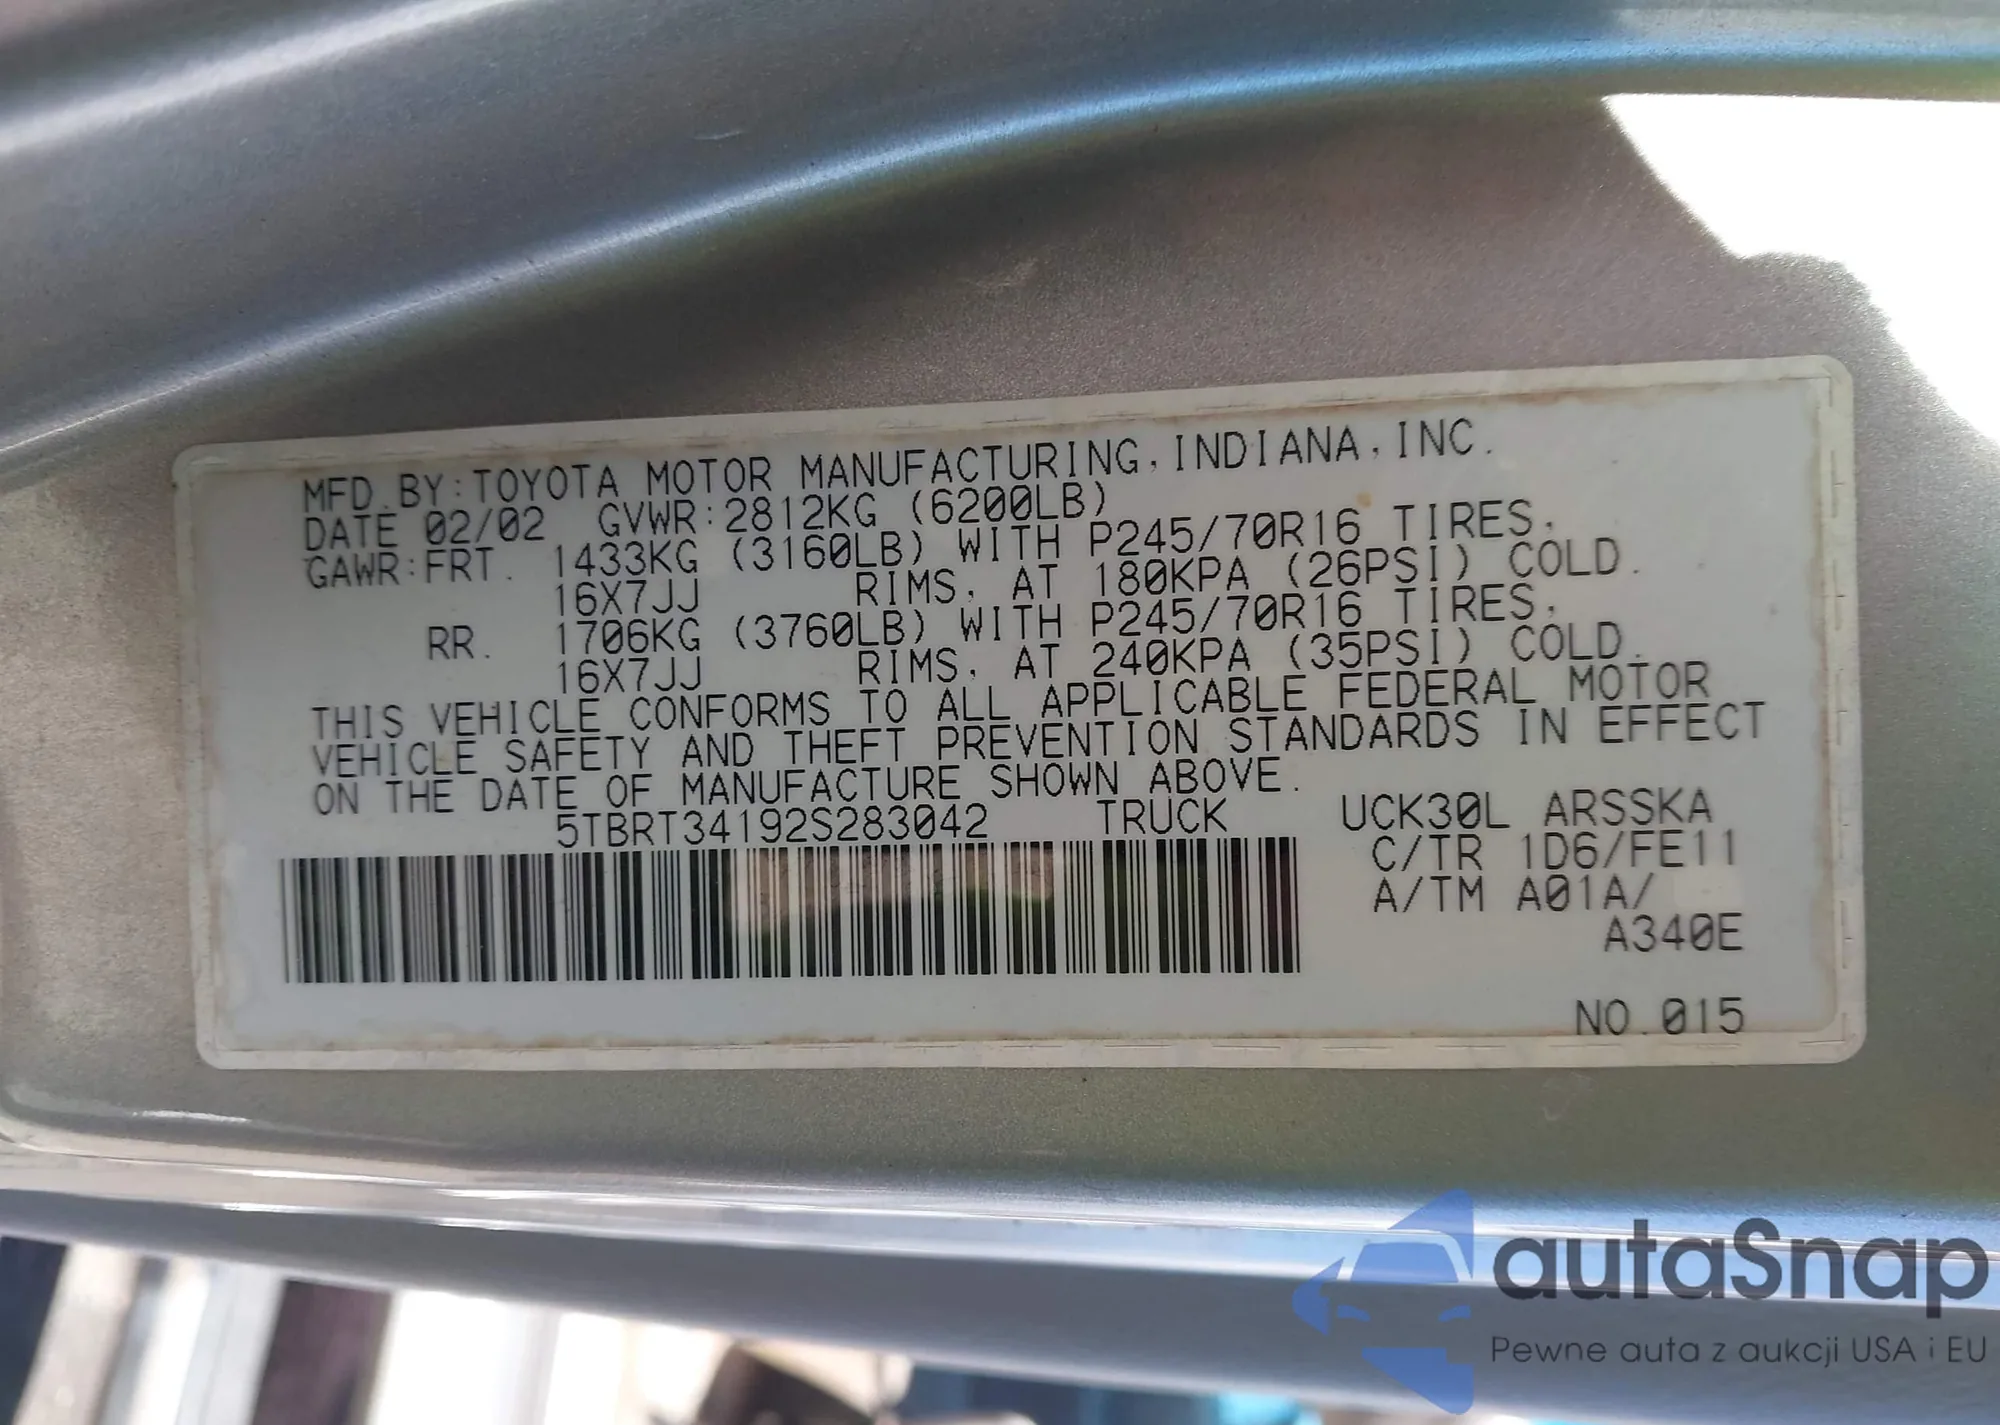 MFD.BY:TOYOTA MOTOR MANUFACTURING,INDIANA,INC.
DATE 02/02 GVWR:2812KG (6200LB)
GAWR:FRT. 1433KG (3160LB) WITH P245/70R16 TIRES,
16X7JJ RIMS, AT 180KPA (26PSI) COLD.
RR. 1706KG (3760LB) WITH P245/70R16 TIRES,
16X7JJ RIMS, AT 240KPA (35PSI) COLD.
THIS VEHICLE CONFORMS TO ALL APPLICABLE FEDERAL MOTOR
VEHICLE SAFETY AND THEFT PREVENTION STANDARDS IN EFFECT
ON THE DATE OF MANUFACTURE SHOWN ABOVE.
5TBRT34192S283042 TRUCK UCK30L ARSSKA
C/TR 1D6/FE11
A/TM A01A/
A340E
NO.015
autaSnap
Pewne auta z aukcji USA i EU